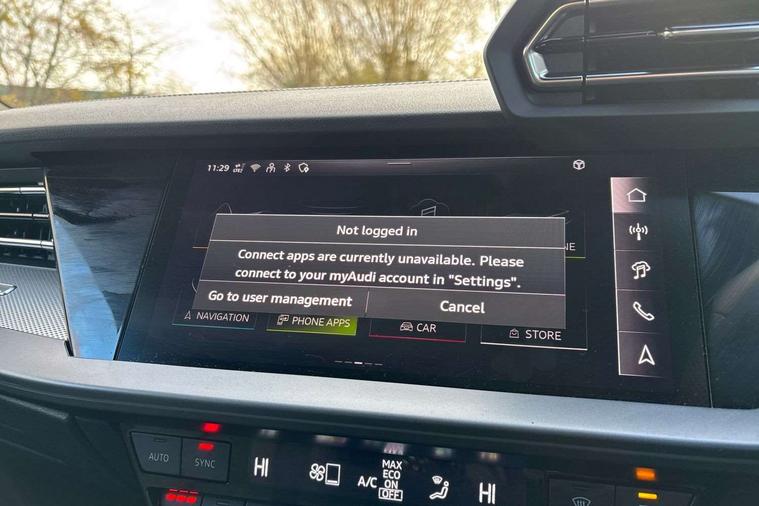 11:29
LTE
Not logged in
Connect apps are currently unavailable. Please
connect to your myAudi account in "Settings".
Go to user management
Cancel
NAVIGATION
PHONE APPS
CAR
STORE
AUTO
SYNC
HI
A/C
MAX
ECO
ON
OFF
HI